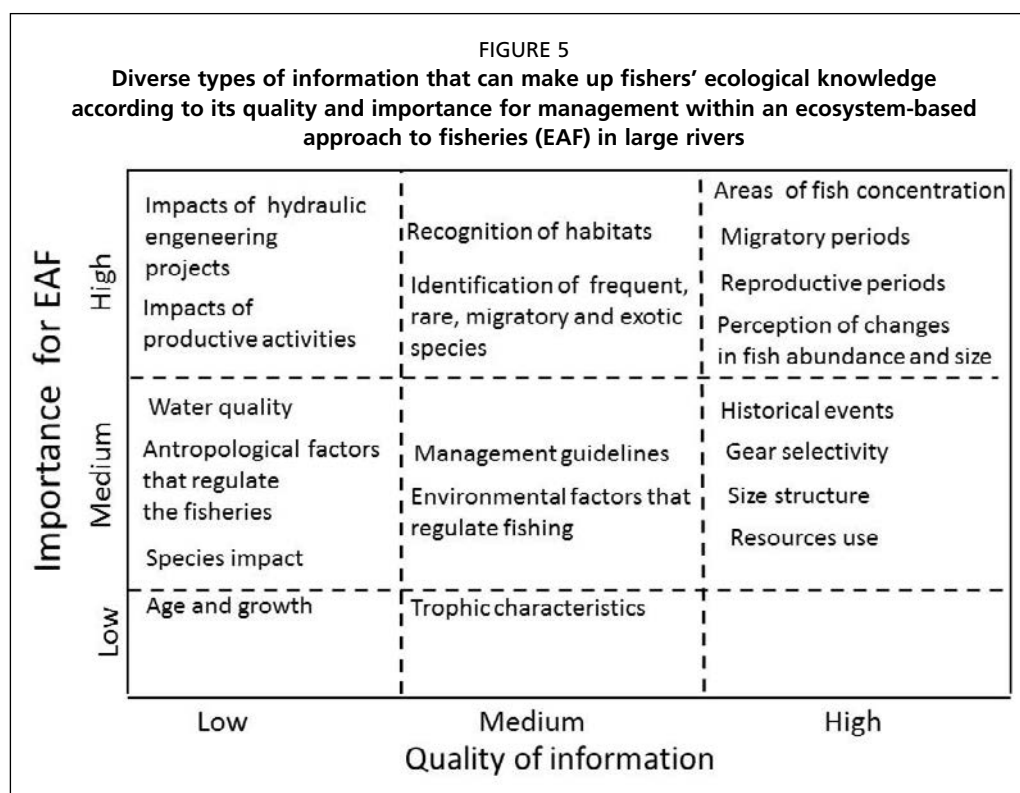 FIGURE 5
Diverse types of information that can make up fishers’ ecological knowledge
according to its quality and importance for management within an ecosystem-based
approach to fisheries (EAF) in large rivers
Importance for EAF
High
Impacts of hydraulic
engeneering
projects
Impacts of
productive activities
Recognition of habitats
Identification of frequent,
rare, migratory and exotic
species
Areas of fish concentration
Migratory periods
Reproductive periods
Perception of changes
in fish abundance and size
Medium
Water quality
Antropological factors
that regulate
the fisheries
Species impact
Management guidelines
Environmental factors that
regulate fishing
Historical events
Gear selectivity
Size structure
Resources use
Low
Age and growth
Trophic characteristics
Low
Medium
High
Quality of information